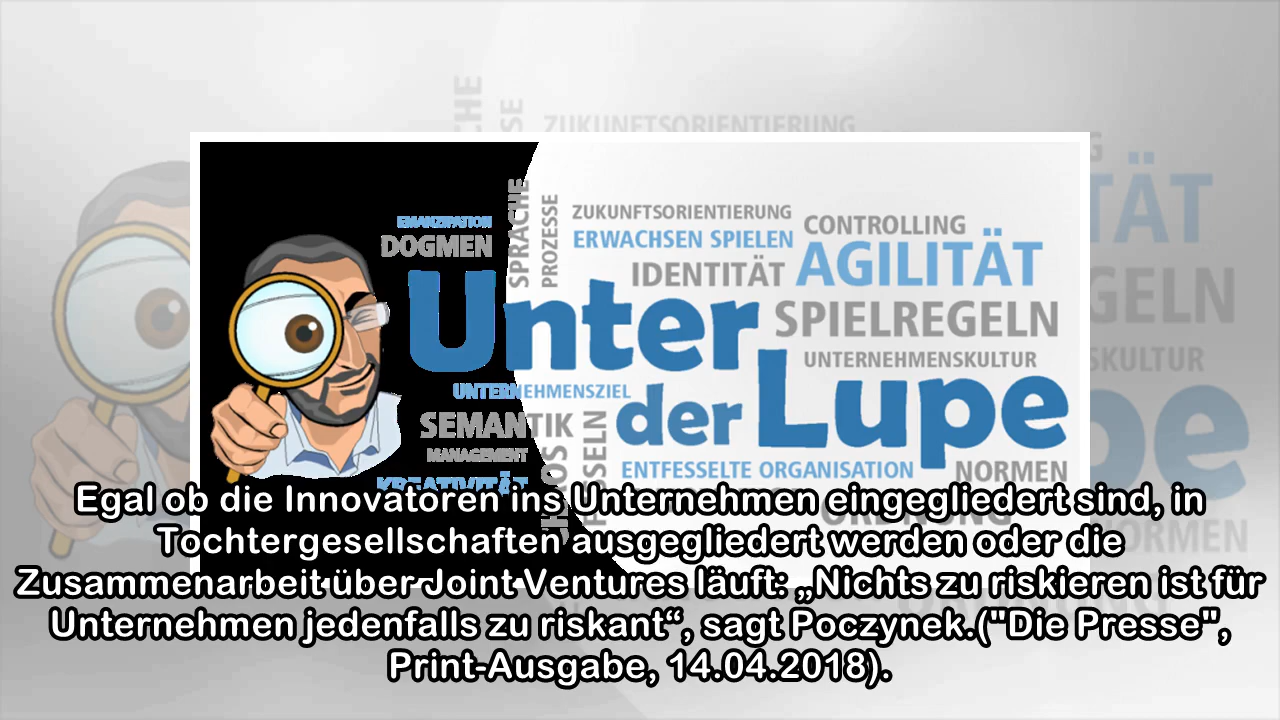 EMANZIPATION
DOGMEN
SPRACHE
PROZESSE
ZUKUNFTSORIENTIERUNG
ERWACHSEN SPIELEN
CONTROLLING
IDENTITÄT
AGILITÄT
SPIELREGELN
UNTERNEHMENSKULTUR
Unter
der Lupe
UNTERNEHMENSZIEL
SEMANTIK
MANAGEMENT
KREATIVITÄT
ENTFESSELTE ORGANISATION
NORMEN
Egal ob die Innovatoren ins Unternehmen eingegliedert sind, in
Tochtergesellschaften ausgegliedert werden oder die
Zusammenarbeit über Joint Ventures läuft: „Nichts zu riskieren ist für
Unternehmen jedenfalls zu riskant“, sagt Poczynek.("Die Presse",
Print-Ausgabe, 14.04.2018).